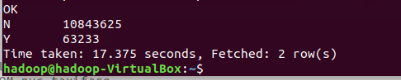 OK
N 10843625
Y 63233
Time taken: 17.375 seconds, Fetched: 2 row(s)
hadoop@hadoop-VirtualBox:~$